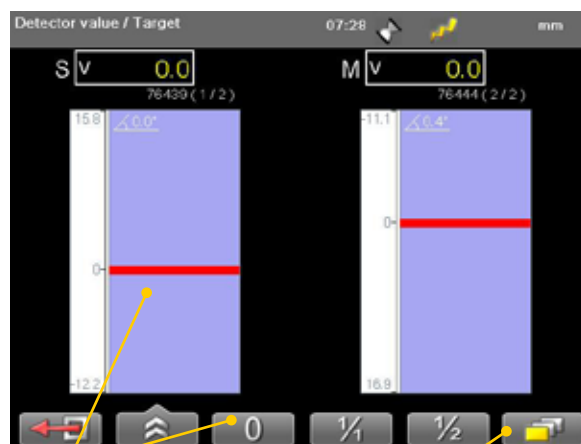 Detector value / Target 07:28 mm
S V 0.0 M V 0.0
76439 (1/2) 76444 (2/2)
15.8 0.0° -11.1 0.4°
0 0
-12.2 16.9
0 1/1 1/2